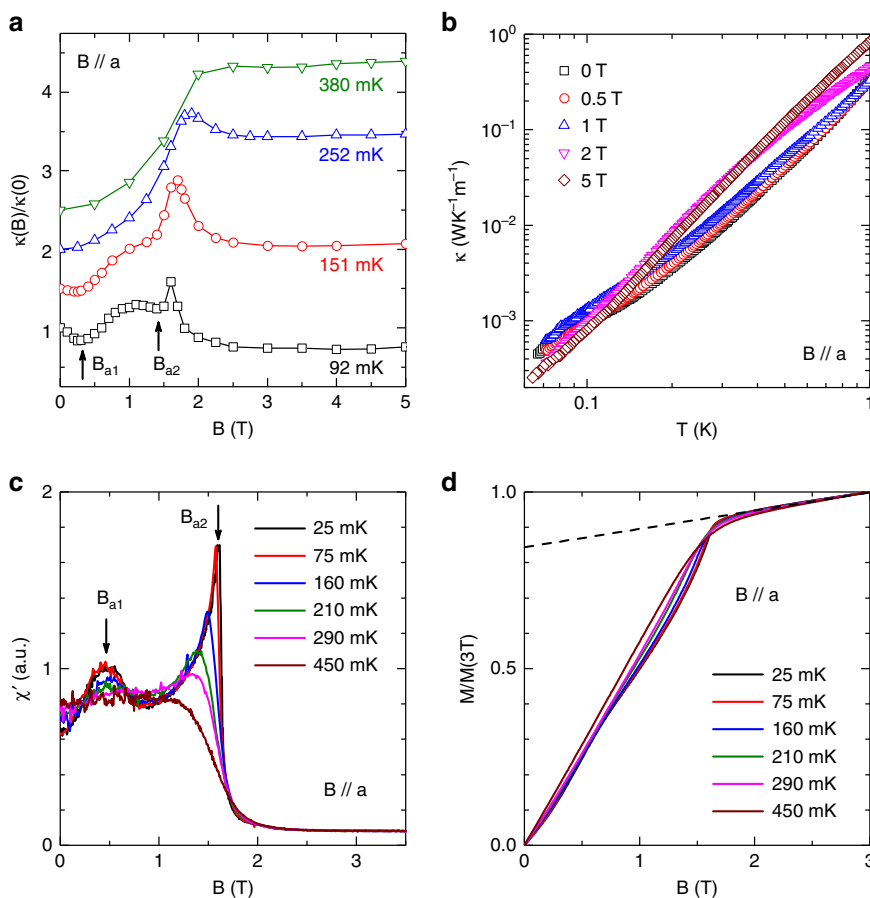 a
B // a
380 mK
252 mK
151 mK
92 mK
B_a1
B_a2
κ(B)/κ(0)
4
3
2
1
0 1 2 3 4 5
B (T)
b
0 T
0.5 T
1 T
2 T
5 T
B // a
κ (WK⁻¹m⁻¹)
10⁰
10⁻¹
10⁻²
10⁻³
0.1 1
T (K)
c
B_a1
B_a2
25 mK
75 mK
160 mK
210 mK
290 mK
450 mK
B // a
χ′ (a.u.)
2
1
0
0 1 2 3
B (T)
d
B // a
25 mK
75 mK
160 mK
210 mK
290 mK
450 mK
M/M(3T)
1.0
0.5
0.0
0 1 2 3
B (T)